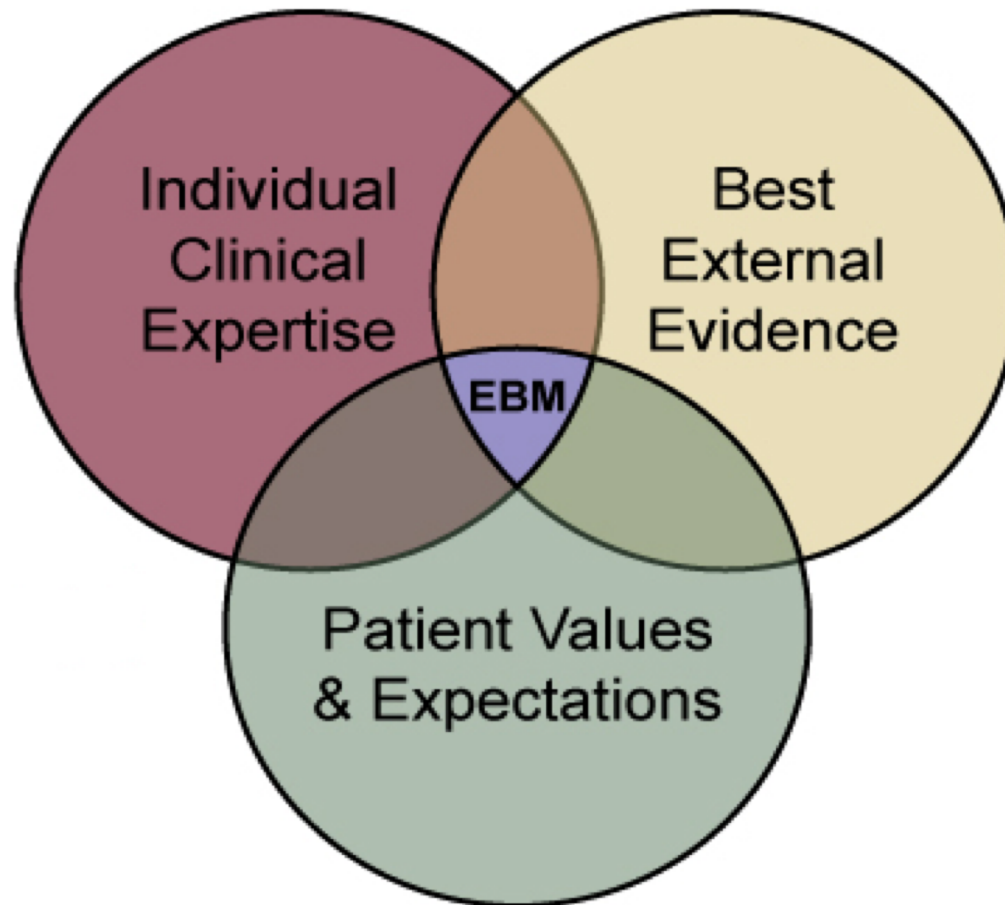 Individual
Clinical
Expertise
Best
External
Evidence
EBM
Patient Values
& Expectations